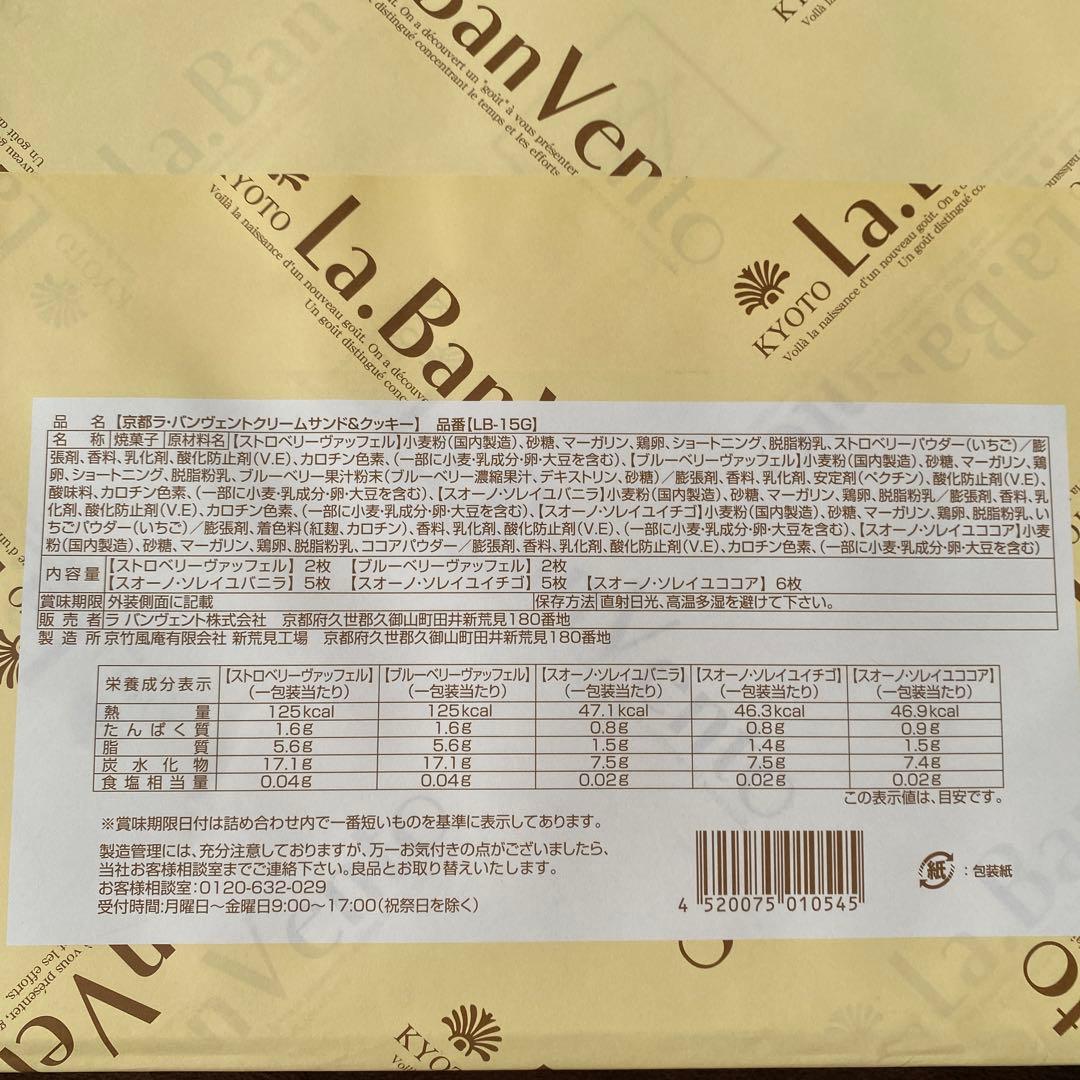 La.Ban
BanVento
On a découvert un "goût" à vous présenter
distingué concentrant le temps et les efforts
KYOTO
Voilà la naissance d'un nouveau goût. On a découv
Un goût distingué conc
La.Ban
KYOTO
Voilà la naissance d'un nouveau goût. On a d
Un goût distingué co
La.
品 名【京都ラ・バンヴェントクリームサンド&クッキー】 品番【LB-15G】
名 称 焼菓子 原材料名【ストロベリーヴァッフェル】小麦粉(国内製造)、砂糖、マーガリン、鶏卵、ショートニング、脱脂粉乳、ストロベリーパウダー(いちご)/膨
張剤、香料、乳化剤、酸化防止剤(V.E)、カロチン色素、(一部に小麦・乳成分・卵・大豆を含む)、【ブルーベリーヴァッフェル】小麦粉(国内製造)、砂糖、マーガリン、鶏
卵、ショートニング、脱脂粉乳、ブルーベリー果汁粉末(ブルーベリー濃縮果汁、デキストリン、砂糖)/膨張剤、香料、乳化剤、安定剤(ペクチン)、酸化防止剤(V.E)、
酸味料、カロチン色素、(一部に小麦・乳成分・卵・大豆を含む)、【スオーノ・ソレイユバニラ】小麦粉(国内製造)、砂糖、マーガリン、鶏卵、脱脂粉乳/膨張剤、香料、乳
化剤、酸化防止剤(V.E)、カロチン色素、(一部に小麦・乳成分・卵・大豆を含む)、【スオーノ・ソレイユイチゴ】小麦粉(国内製造)、砂糖、マーガリン、鶏卵、脱脂粉乳、い
ちごパウダー(いちご)/膨張剤、着色料(紅麹、カロチン)、香料、乳化剤、酸化防止剤(V.E)、(一部に小麦・乳成分・卵・大豆を含む)、【スオーノ・ソレイユココア】小麦
粉(国内製造)、砂糖、マーガリン、鶏卵、脱脂粉乳、ココアパウダー/膨張剤、香料、乳化剤、酸化防止剤(V.E)、カロチン色素、(一部に小麦・乳成分・卵・大豆を含む)
内容量【ストロベリーヴァッフェル】2枚 【ブルーベリーヴァッフェル】2枚
【スオーノ・ソレイユバニラ】5枚 【スオーノ・ソレイユイチゴ】5枚 【スオーノ・ソレイユココア】6枚
賞味期限 外装側面に記載 保存方法 直射日光、高温多湿を避けて下さい。
販売者 ラ バンヴェント株式会社 京都府久世郡久御山町田井新荒見180番地
製造所 京竹風庵有限会社 新荒見工場 京都府久世郡久御山町田井新荒見180番地
栄養成分表示 【ストロベリーヴァッフェル】(一包装当たり) 【ブルーベリーヴァッフェル】(一包装当たり) 【スオーノ・ソレイユバニラ】(一包装当たり) 【スオーノ・ソレイユイチゴ】(一包装当たり) 【スオーノ・ソレイユココア】(一包装当たり)
熱量 125kcal 125kcal 47.1kcal 46.3kcal 46.9kcal
たんぱく質 1.6g 1.6g 0.8g 0.8g 0.9g
脂質 5.6g 5.6g 1.5g 1.4g 1.5g
炭水化物 17.1g 17.1g 7.5g 7.5g 7.4g
食塩相当量 0.04g 0.04g 0.02g 0.02g 0.02g
この表示値は、目安です。
※賞味期限日付は詰め合わせ内で一番短いものを基準に表示してあります。
製造管理には、充分注意しておりますが、万一お気付きの点がございましたら、
当社お客様相談室までご連絡下さい。良品とお取り替えいたします。
お客様相談室:0120-632-029
受付時間:月曜日〜金曜日9:00〜17:00(祝祭日を除く)
4 520075 010545
紙 :包装紙
KYO